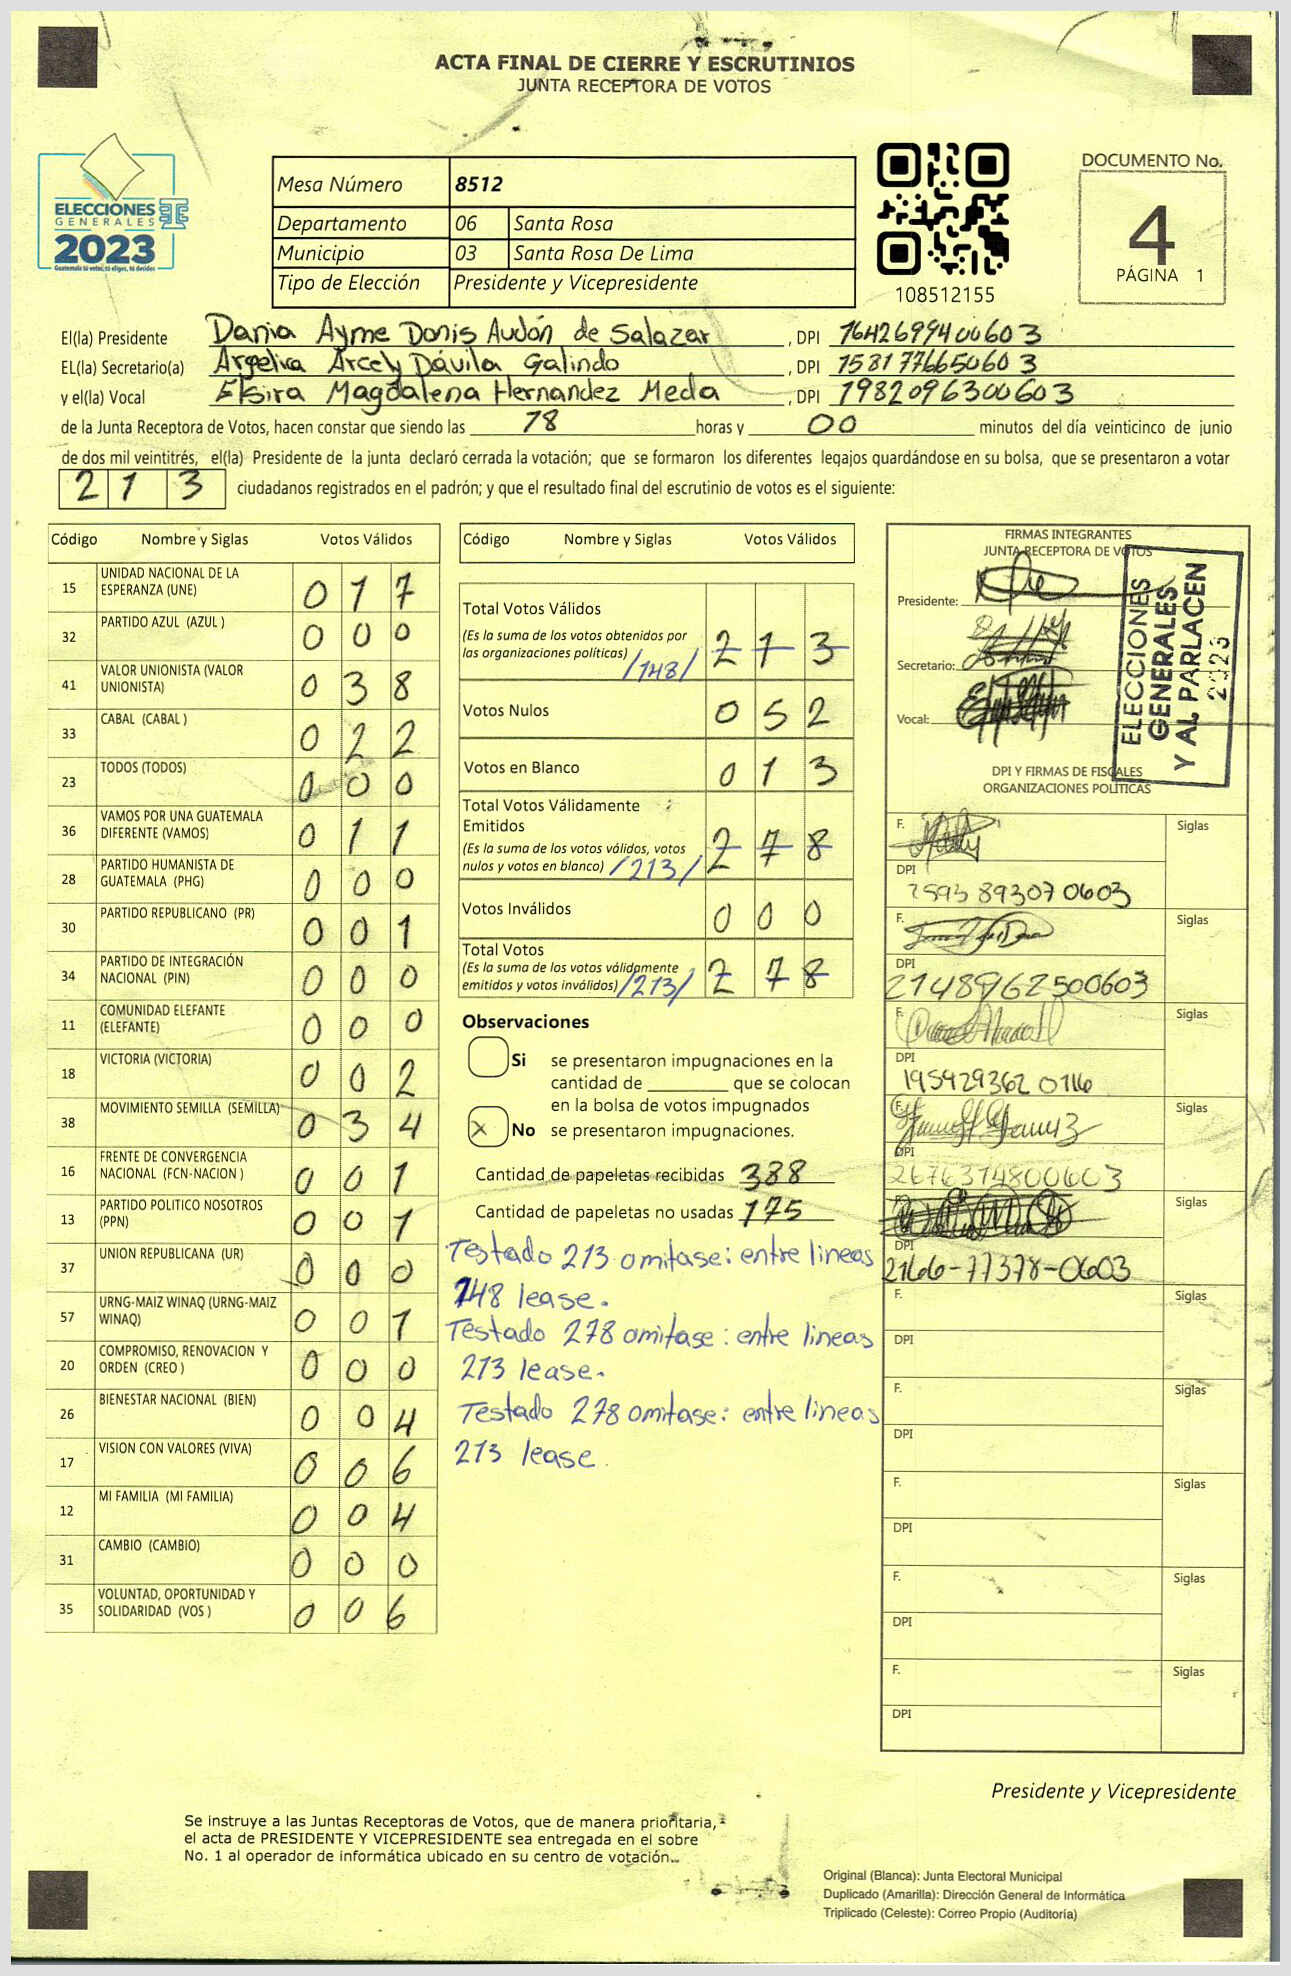 ACTA FINAL DE CIERRE Y ESCRUTINIOS
JUNTA RECEPTORA DE VOTOS
ELECCIONES
GENERALES
2023
Guatemala tú votas, tú eliges, tú decides
Mesa Número 8512
Departamento 06 Santa Rosa
Municipio 03 Santa Rosa De Lima
Tipo de Elección Presidente y Vicepresidente
108512155
DOCUMENTO No.
4
PÁGINA 1
El(la) Presidente Dania Ayme Donis Audón de Salazar, DPI 1642699400603
EL(la) Secretario(a) Argelira Arcely Dávila Galindo, DPI 1581776650603
y el(la) Vocal Elsira Magdalena Hernandez Meda, DPI 1982096300603
de la Junta Receptora de Votos, hacen constar que siendo las 18 horas y 00 minutos del día veinticinco de junio
de dos mil veintitrés, el(la) Presidente de la junta declaró cerrada la votación; que se formaron los diferentes legajos guardándose en su bolsa, que se presentaron a votar
213 ciudadanos registrados en el padrón; y que el resultado final del escrutinio de votos es el siguiente:
Código Nombre y Siglas Votos Válidos
15 UNIDAD NACIONAL DE LA
ESPERANZA (UNE) 0 1 7
32 PARTIDO AZUL (AZUL ) 0 0 0
41 VALOR UNIONISTA (VALOR
UNIONISTA) 0 3 8
33 CABAL (CABAL ) 0 2 2
23 TODOS (TODOS) 0 0 0
36 VAMOS POR UNA GUATEMALA
DIFERENTE (VAMOS) 0 1 1
28 PARTIDO HUMANISTA DE
GUATEMALA (PHG) 0 0 0
30 PARTIDO REPUBLICANO (PR) 0 0 1
34 PARTIDO DE INTEGRACIÓN
NACIONAL (PIN) 0 0 0
11 COMUNIDAD ELEFANTE
(ELEFANTE) 0 0 0
18 VICTORIA (VICTORIA) 0 0 2
38 MOVIMIENTO SEMILLA (SEMILLA) 0 3 4
16 FRENTE DE CONVERGENCIA
NACIONAL (FCN-NACION ) 0 0 1
13 PARTIDO POLITICO NOSOTROS
(PPN) 0 0 1
37 UNION REPUBLICANA (UR) 0 0 0
57 URNG-MAIZ WINAQ (URNG-MAIZ
WINAQ) 0 0 1
20 COMPROMISO, RENOVACION Y
ORDEN (CREO ) 0 0 0
26 BIENESTAR NACIONAL (BIEN) 0 0 4
17 VISION CON VALORES (VIVA) 0 0 6
12 MI FAMILIA (MI FAMILIA) 0 0 4
31 CAMBIO (CAMBIO) 0 0 0
35 VOLUNTAD, OPORTUNIDAD Y
SOLIDARIDAD (VOS ) 0 0 6
Código Nombre y Siglas Votos Válidos
Total Votos Válidos
(Es la suma de los votos obtenidos por
las organizaciones políticas) /148/ 2 1 3
Votos Nulos 0 5 2
Votos en Blanco 0 1 3
Total Votos Válidamente
Emitidos
(Es la suma de los votos válidos, votos
nulos y votos en blanco) /213/ 2 7 8
Votos Inválidos 0 0 0
Total Votos
(Es la suma de los votos válidamente
emitidos y votos inválidos) /213/ 2 7 8
Observaciones
Si se presentaron impugnaciones en la
cantidad de ________ que se colocan
en la bolsa de votos impugnados
X No se presentaron impugnaciones.
Cantidad de papeletas recibidas 388
Cantidad de papeletas no usadas 175
Testado 213 omitase: entre lineas
148 lease.
Testado 278 omitase: entre lineas
213 lease.
Testado 278 omitase: entre lineas
213 lease
FIRMAS INTEGRANTES
JUNTA RECEPTORA DE VOTOS
Presidente:
Secretario:
Vocal:
ELECCIONES
GENERALES
Y AL PARLACEN
2023
DPI Y FIRMAS DE FISCALES
ORGANIZACIONES POLÍTICAS
F. Siglas
DPI
2593893070603
F. Siglas
DPI
2148962500603
F. Siglas
DPI
1959293620116
F. Siglas
DPI
2676374800603
F. Siglas
DPI
2166-77378-0603
F. Siglas
DPI
F. Siglas
DPI
F. Siglas
DPI
F. Siglas
DPI
F. Siglas
DPI
Presidente y Vicepresidente
Se instruye a las Juntas Receptoras de Votos, que de manera prioritaria,
el acta de PRESIDENTE Y VICEPRESIDENTE sea entregada en el sobre
No. 1 al operador de informática ubicado en su centro de votación.
Original (Blanca): Junta Electoral Municipal
Duplicado (Amarilla): Dirección General de Informática
Triplicado (Celeste): Correo Propio (Auditoría)